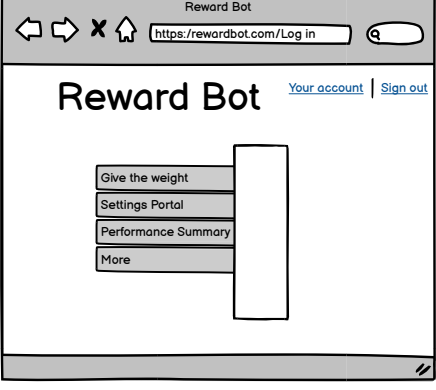 Reward Bot
https:/rewardbot.com/Log in
Reward Bot
Your account
Sign out
Give the weight
Settings Portal
Performance Summary
More